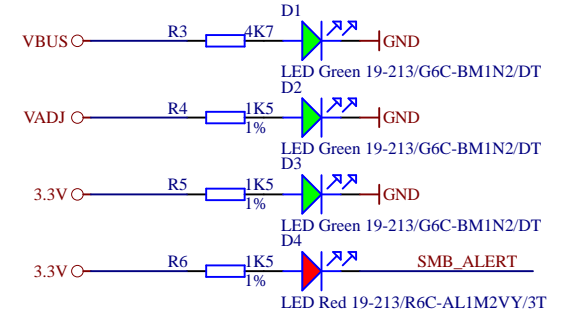 D1
VBUS R3 4K7 GND
LED Green 19-213/G6C-BM1N2/DT
D2
VADJ R4 1K5 GND
1%
LED Green 19-213/G6C-BM1N2/DT
D3
3.3V R5 1K5 GND
1%
LED Green 19-213/G6C-BM1N2/DT
D4
3.3V R6 1K5 SMB_ALERT
1%
LED Red 19-213/R6C-AL1M2VY/3T